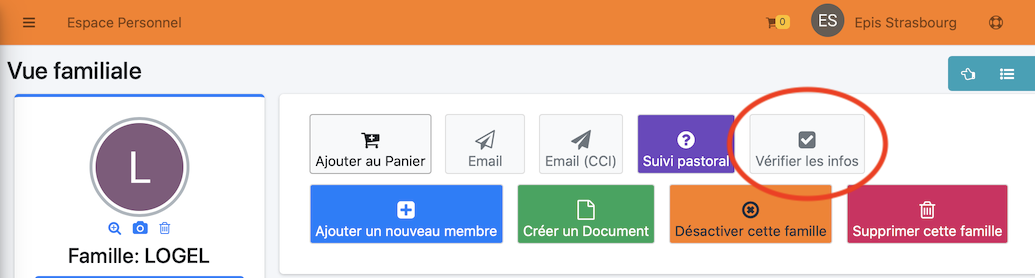 Espace Personnel
0
ES
Epis Strasbourg
Vue familiale
L
Famille: LOGEL
Ajouter au Panier
Email
Email (CCI)
Suivi pastoral
Vérifier les infos
Ajouter un nouveau membre
Créer un Document
Désactiver cette famille
Supprimer cette famille